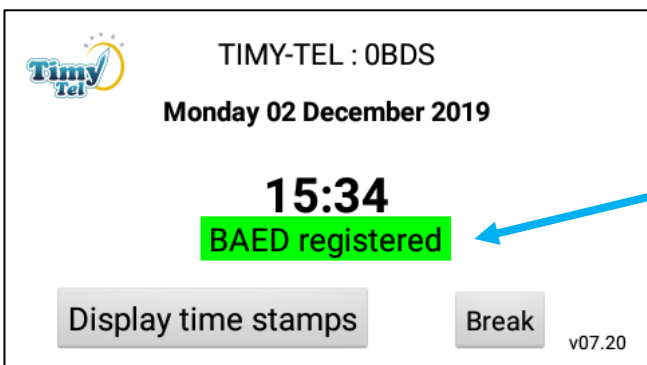 Timy
Tel
TIMY-TEL : 0BDS
Monday 02 December 2019
15:34
BAED registered
Display time stamps
Break
v07.20